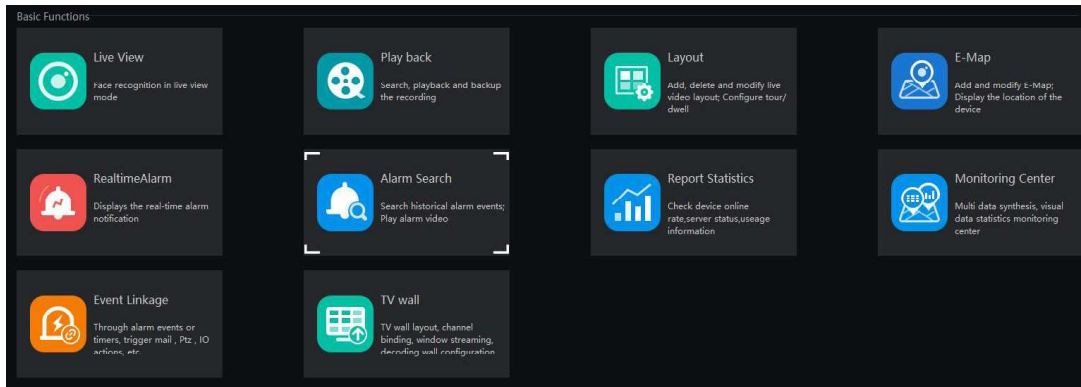 Basic Functions
Live View
Face recognition in live view
mode
Play back
Search, playback and backup
the recording
Layout
Add, delete and modify live
video layout; Configure tour/
dwell
E-Map
Add and modify E-Map;
Display the location of the
device
RealtimeAlarm
Displays the real-time alarm
notification
Alarm Search
Search historical alarm events;
Play alarm video
Report Statistics
Check device online
rate,server status,useage
information
Monitoring Center
Multi data synthesis, visual
data statistics monitoring
center
Event Linkage
Through alarm events or
timers, trigger mail , Ptz , IO
actions, etc.
TV wall
TV wall layout, channel
binding, window streaming,
decoding wall configuration